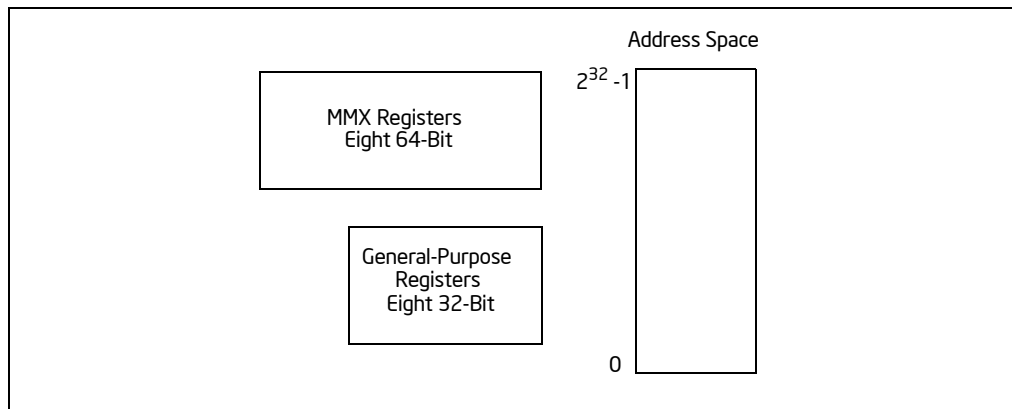 Address Space
2³² -1
MMX Registers
Eight 64-Bit
General-Purpose
Registers
Eight 32-Bit
0